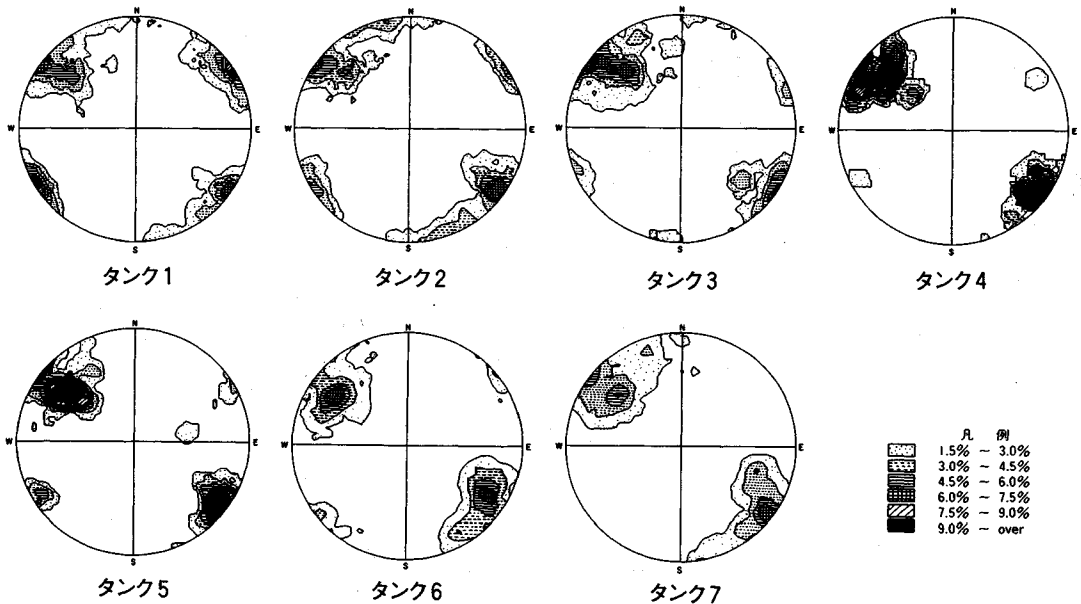 N
N
N
N
W
E
W
E
W
E
W
E
S
S
S
S
タンク1
タンク2
タンク3
タンク4
N
N
N
W
E
W
E
W
E
S
S
S
タンク5
タンク6
タンク7
凡 例
1.5% ~ 3.0%
3.0% ~ 4.5%
4.5% ~ 6.0%
6.0% ~ 7.5%
7.5% ~ 9.0%
9.0% ~ over